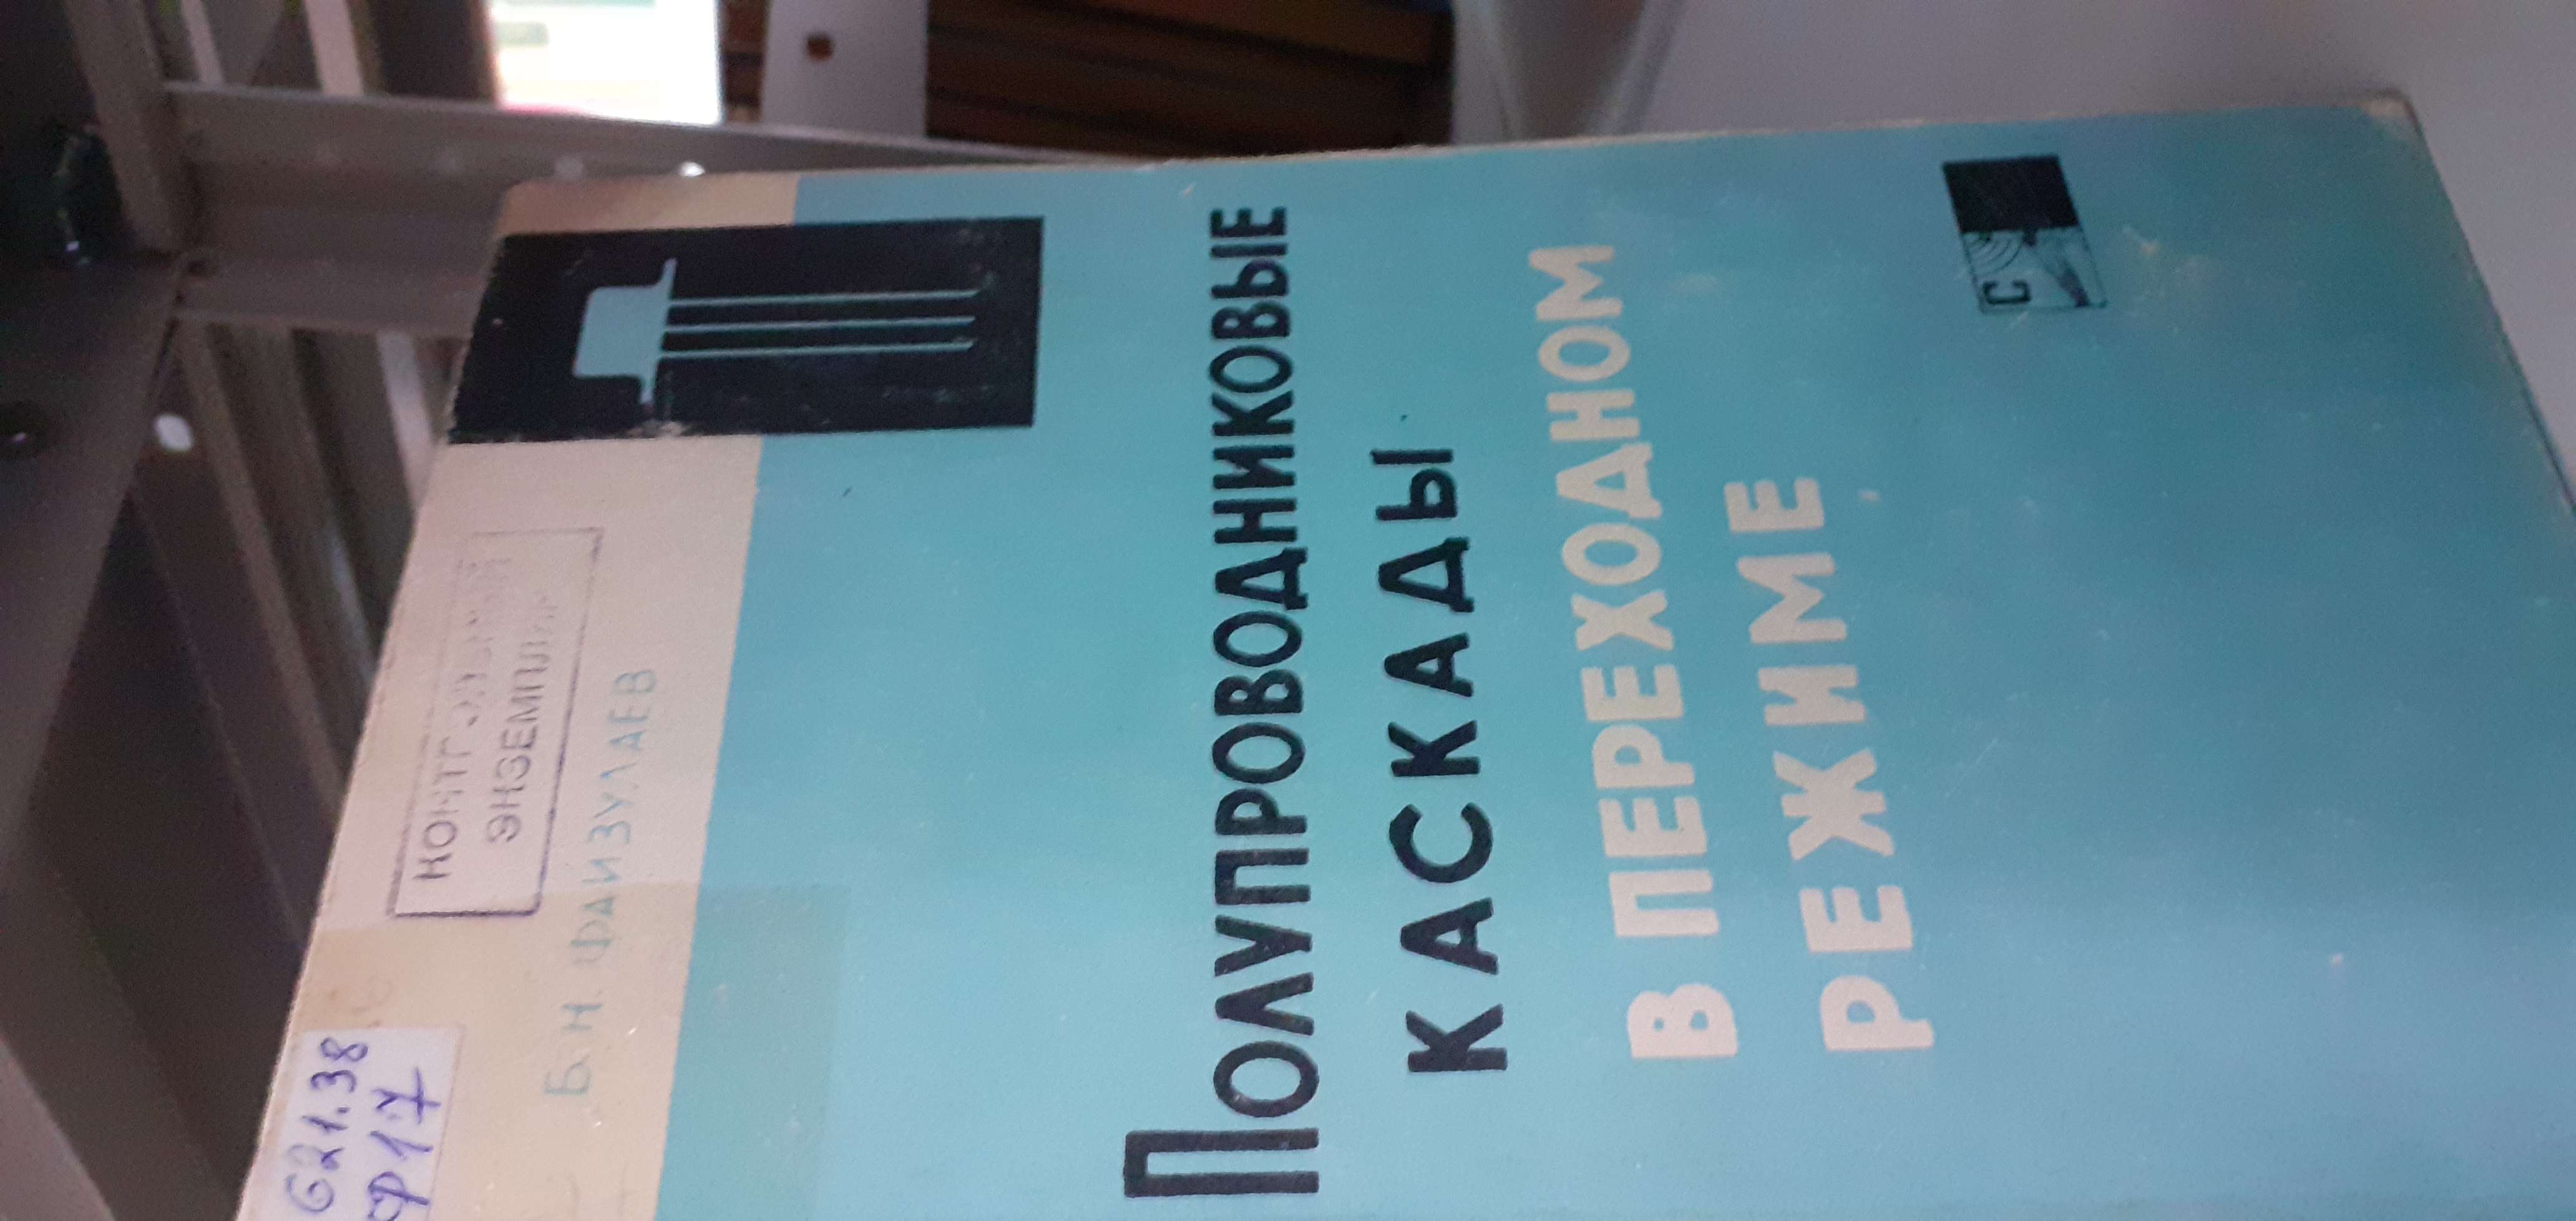 621.38
Ф17
КОНТРОЛЬНЫЙ
ЭКЗЕМПЛЯР
Б. Н. ФАЙЗУЛАЕВ
ПОЛУПРОВОДНИКОВЫЕ
КАСКАДЫ
В ПЕРЕХОДНОМ
РЕЖИМЕ
С